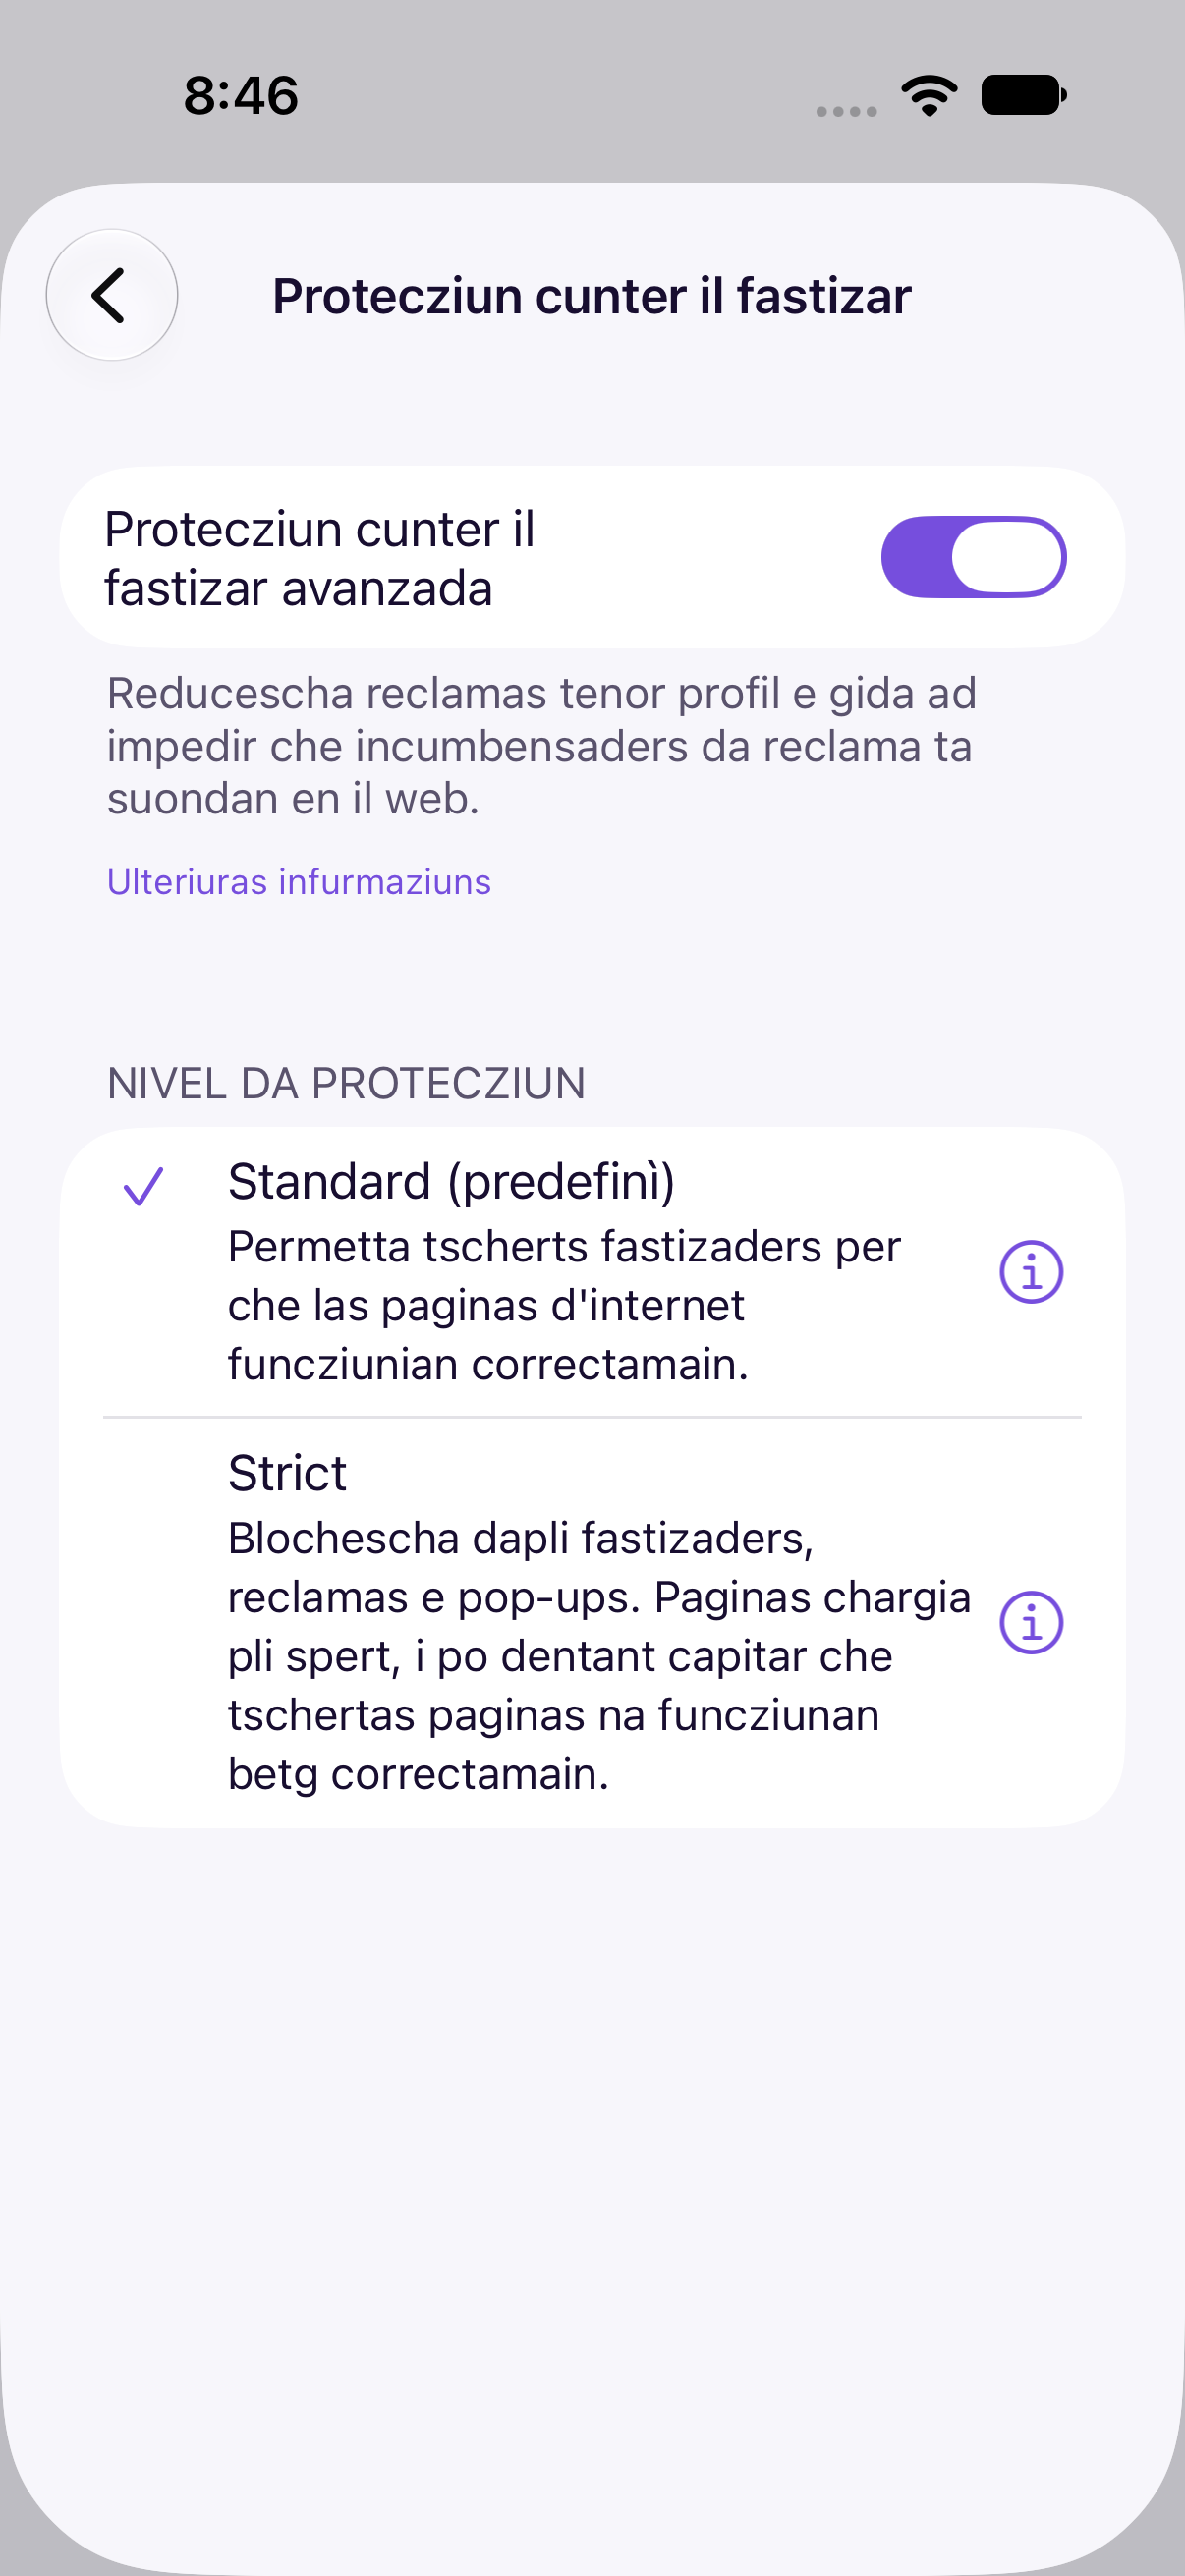 8:46
Protecziun cunter il fastizar
Protecziun cunter il
fastizar avanzada
Reducescha reclamas tenor profil e gida ad
impedir che incumbensaders da reclama ta
suondan en il web.
Ulteriuras infurmaziuns
NIVEL DA PROTECZIUN
Standard (predefinì)
Permetta tscherts fastizaders per
che las paginas d'internet
funcziunian correctamain.
Strict
Blochescha dapli fastizaders,
reclamas e pop-ups. Paginas chargia
pli spert, i po dentant capitar che
tschertas paginas na funcziunan
betg correctamain.